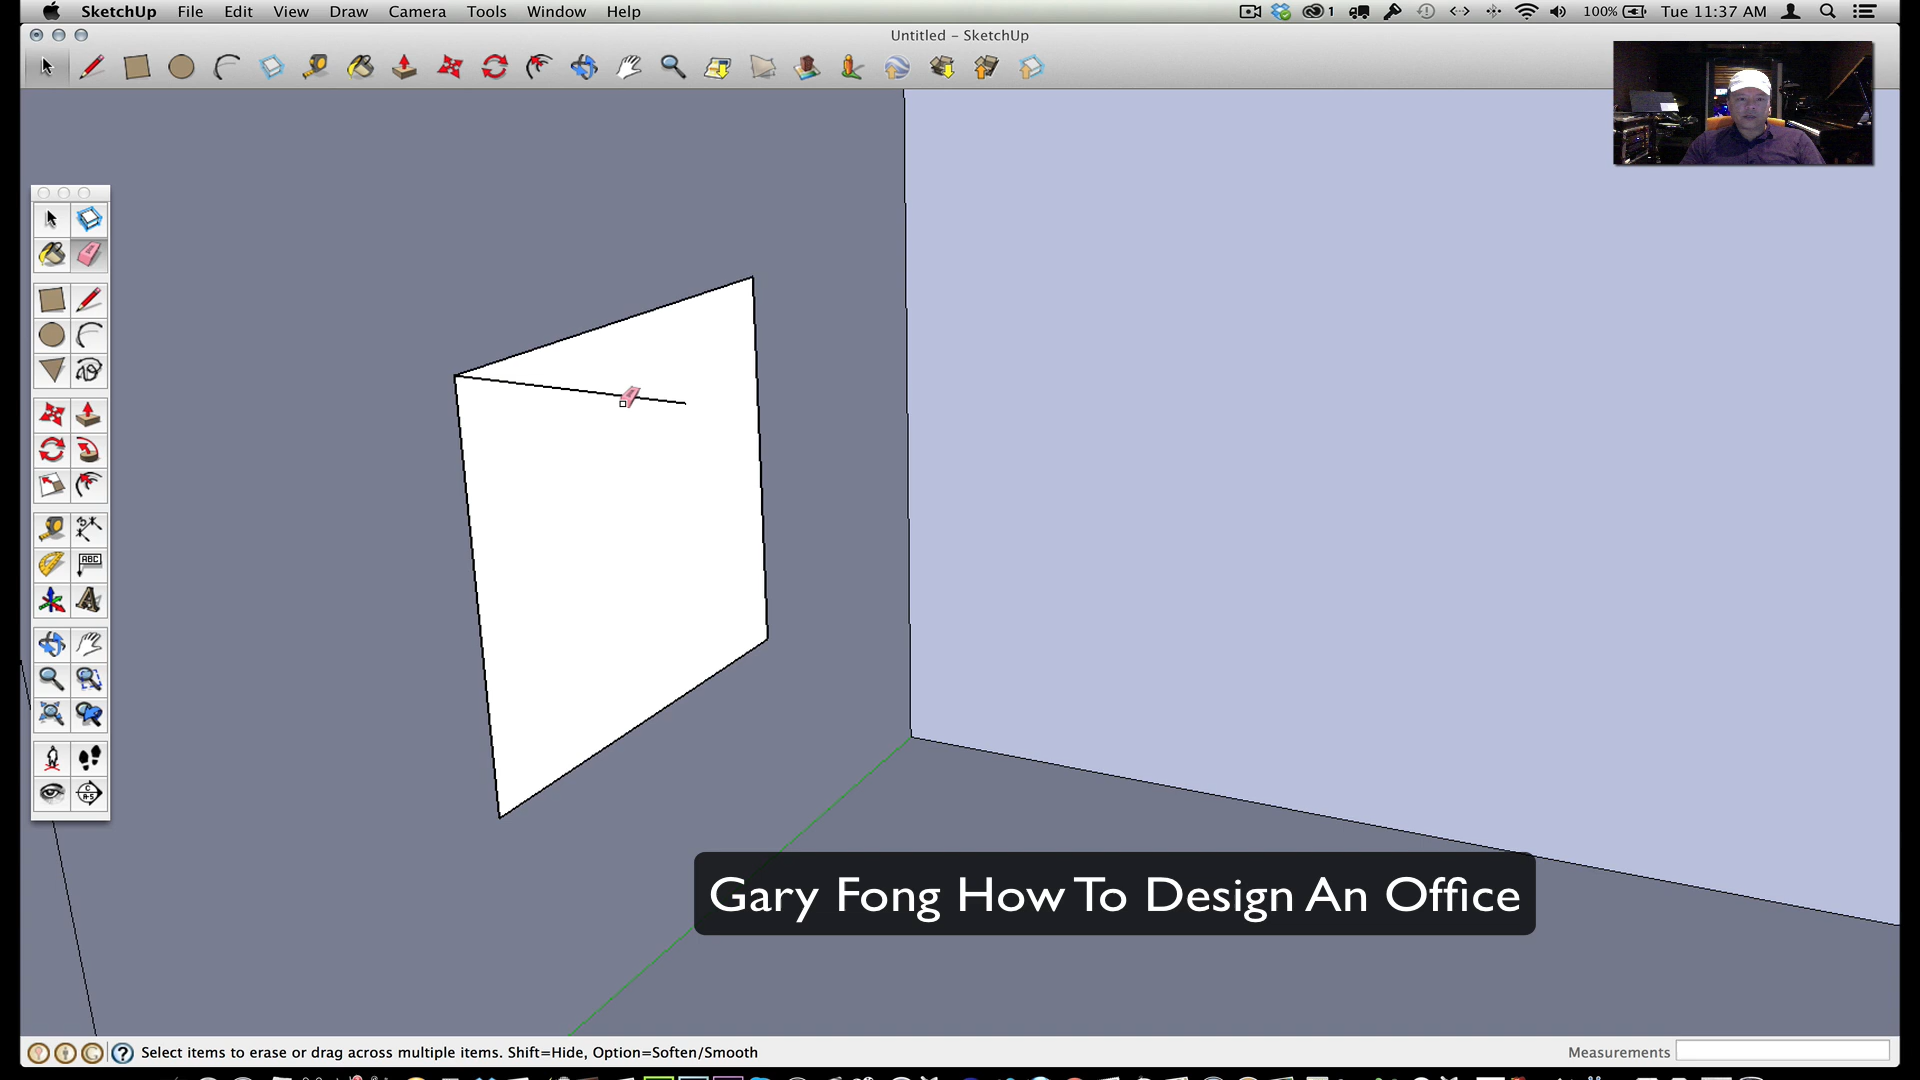 SketchUp File Edit View Draw Camera Tools Window Help 1 100% Tue 11:37 AM
Untitled – SketchUp
ABC
Gary Fong How To Design An Office
Select items to erase or drag across multiple items. Shift=Hide, Option=Soften/Smooth
Measurements